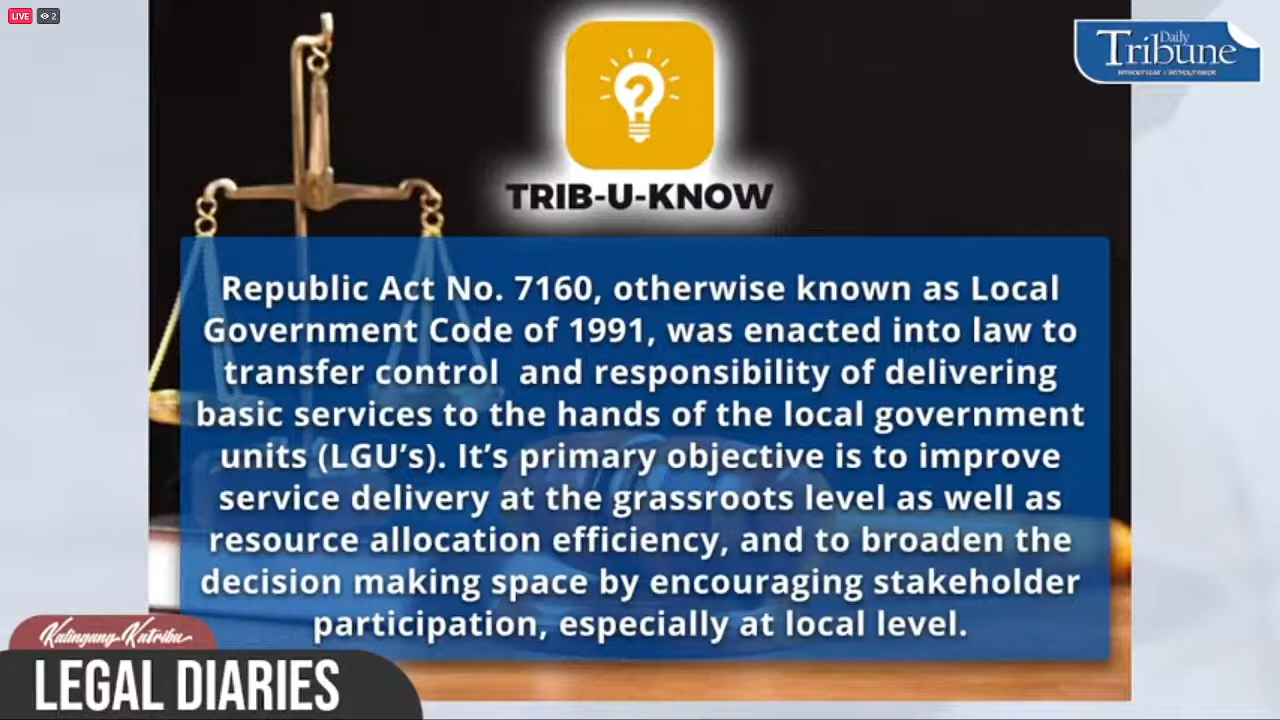 LIVE 2
Daily
Tribune
WITHOUT FEAR • WITHOUT FAVOR
TRIB-U-KNOW
Republic Act No. 7160, otherwise known as Local
Government Code of 1991, was enacted into law to
transfer control  and responsibility of delivering
basic services to the hands of the local government
units (LGU’s). It’s primary objective is to improve
service delivery at the grassroots level as well as
resource allocation efficiency, and to broaden the
decision making space by encouraging stakeholder
participation, especially at local level.
Kalingang Katribu
LEGAL DIARIES